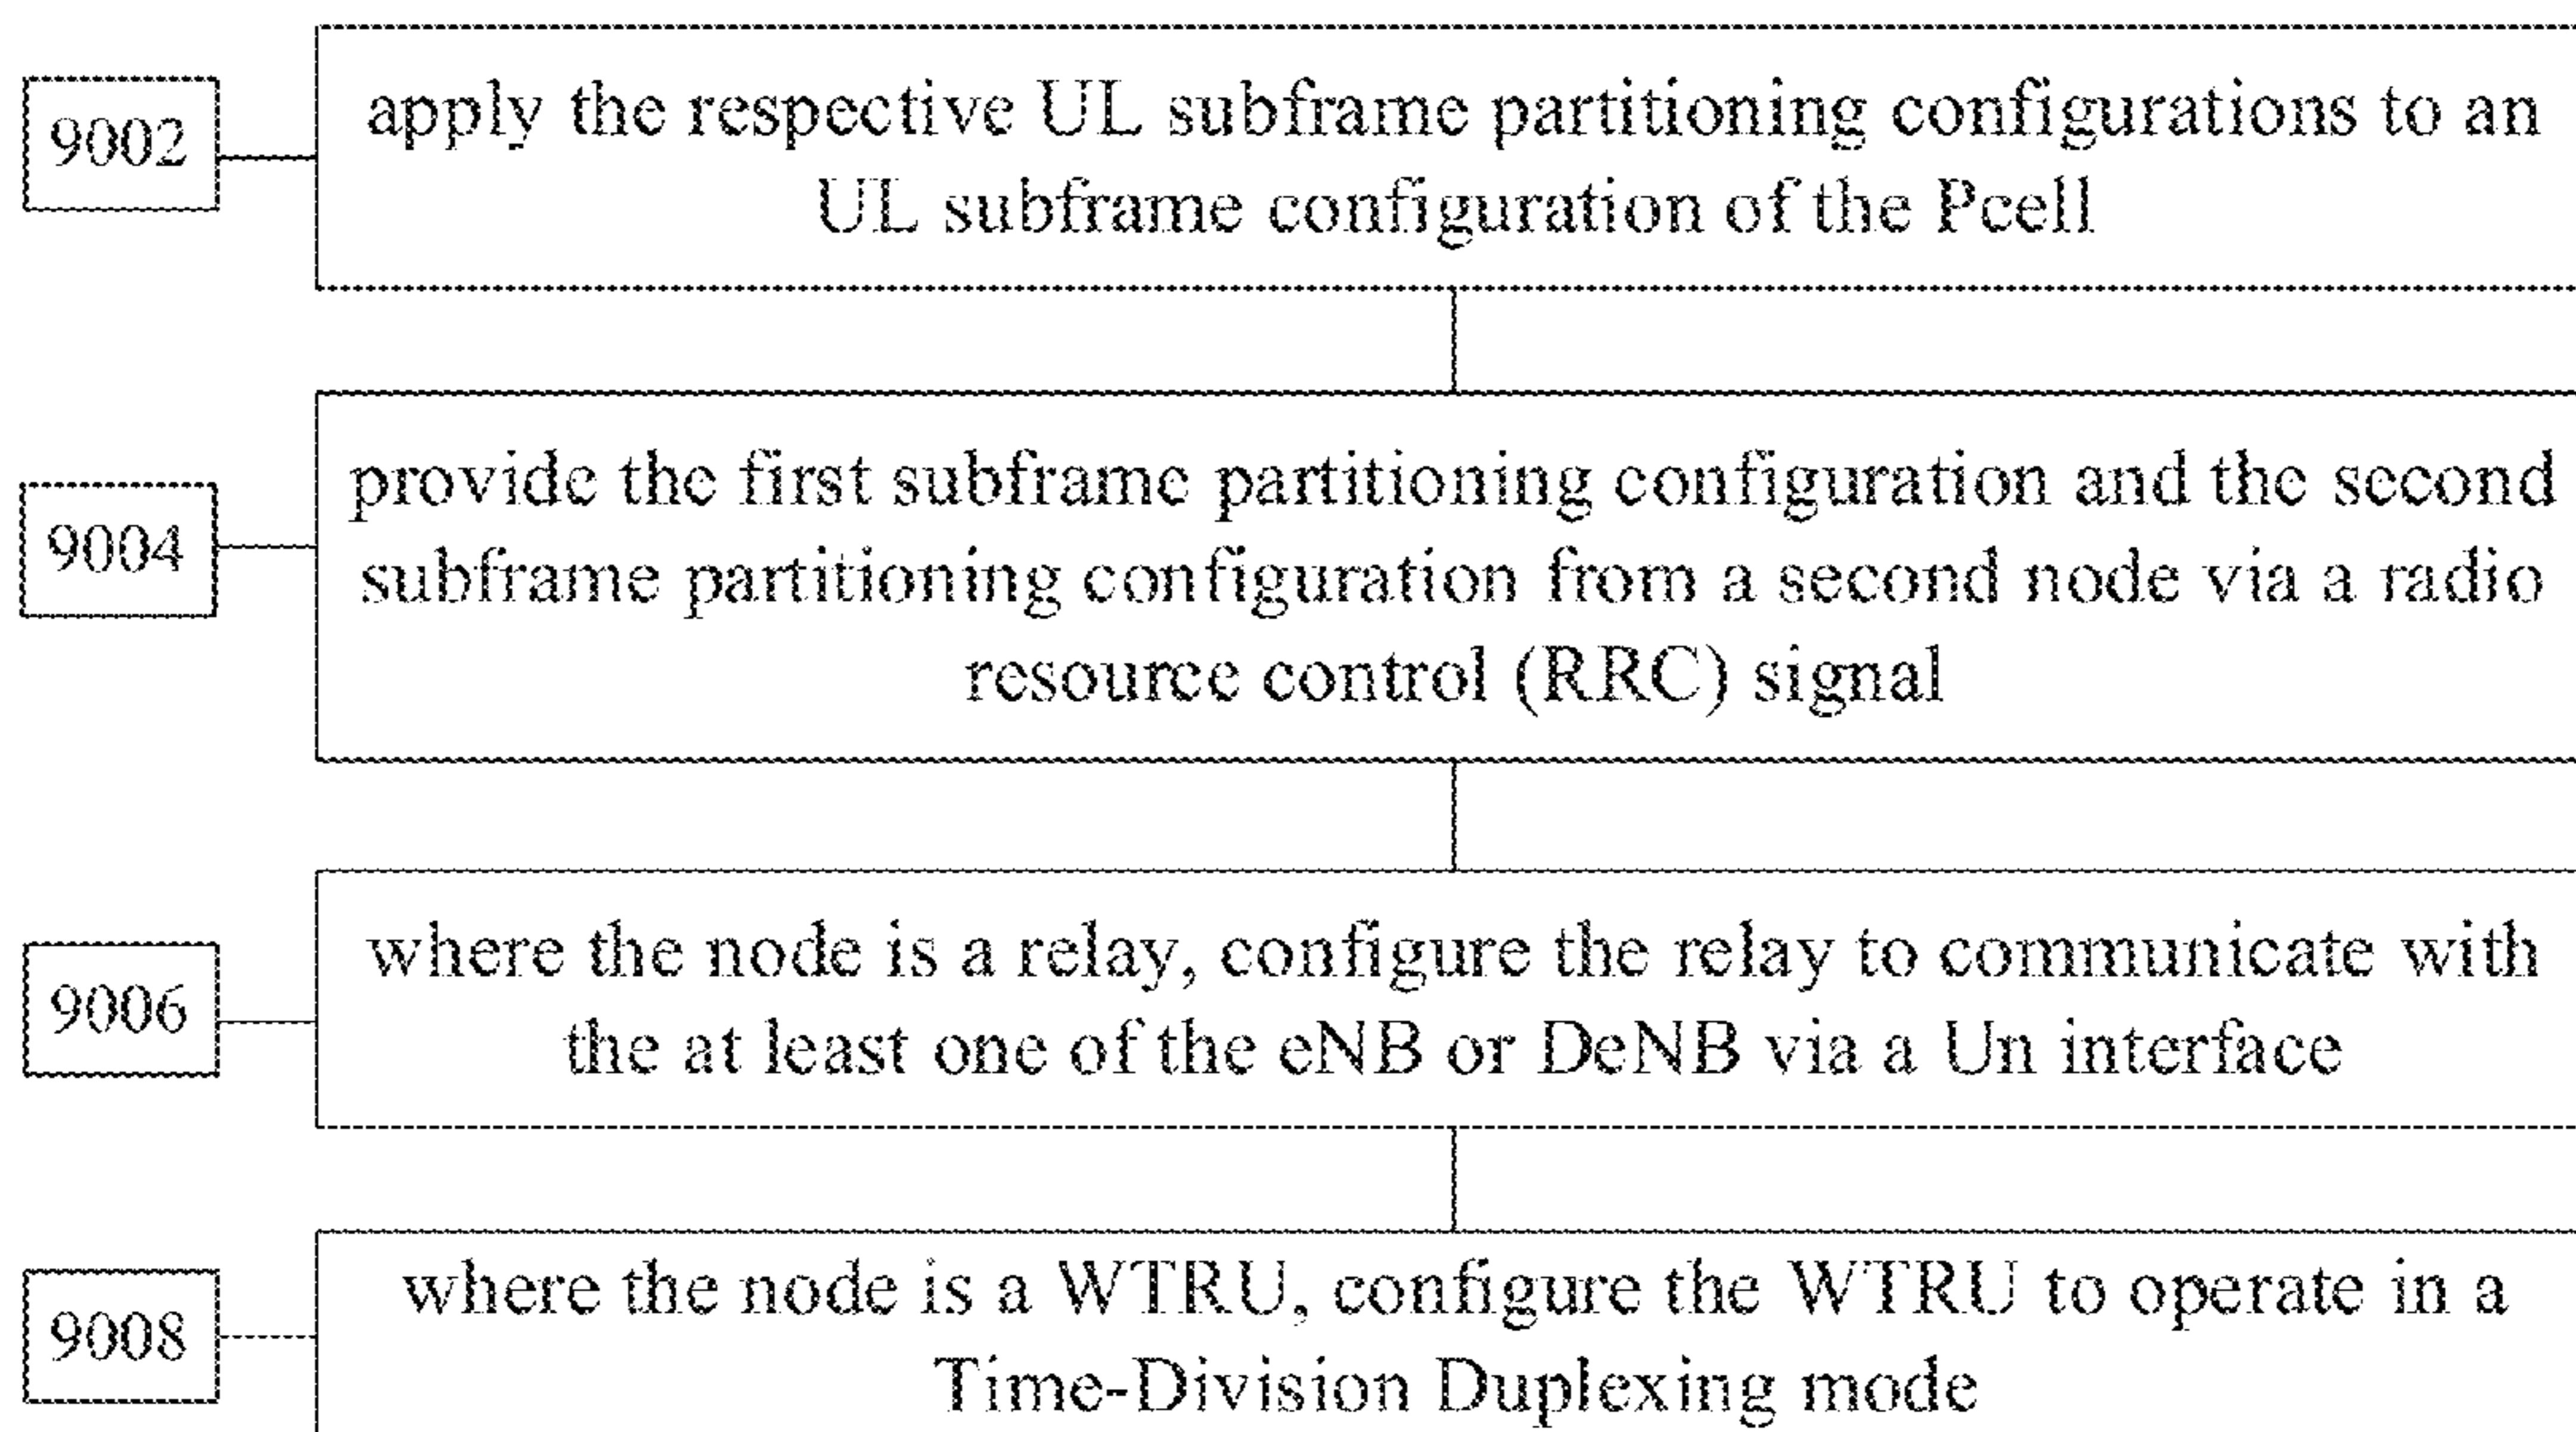 9002
apply the respective UL subframe partitioning configurations to an
UL subframe configuration of the Pcell
9004
provide the first subframe partitioning configuration and the second
subframe partitioning configuration from a second node via a radio
resource control (RRC) signal
9006
where the node is a relay, configure the relay to communicate with
the at least one of the eNB or DeNB via a Un interface
9008
where the node is a WTRU, configure the WTRU to operate in a
Time-Division Duplexing mode